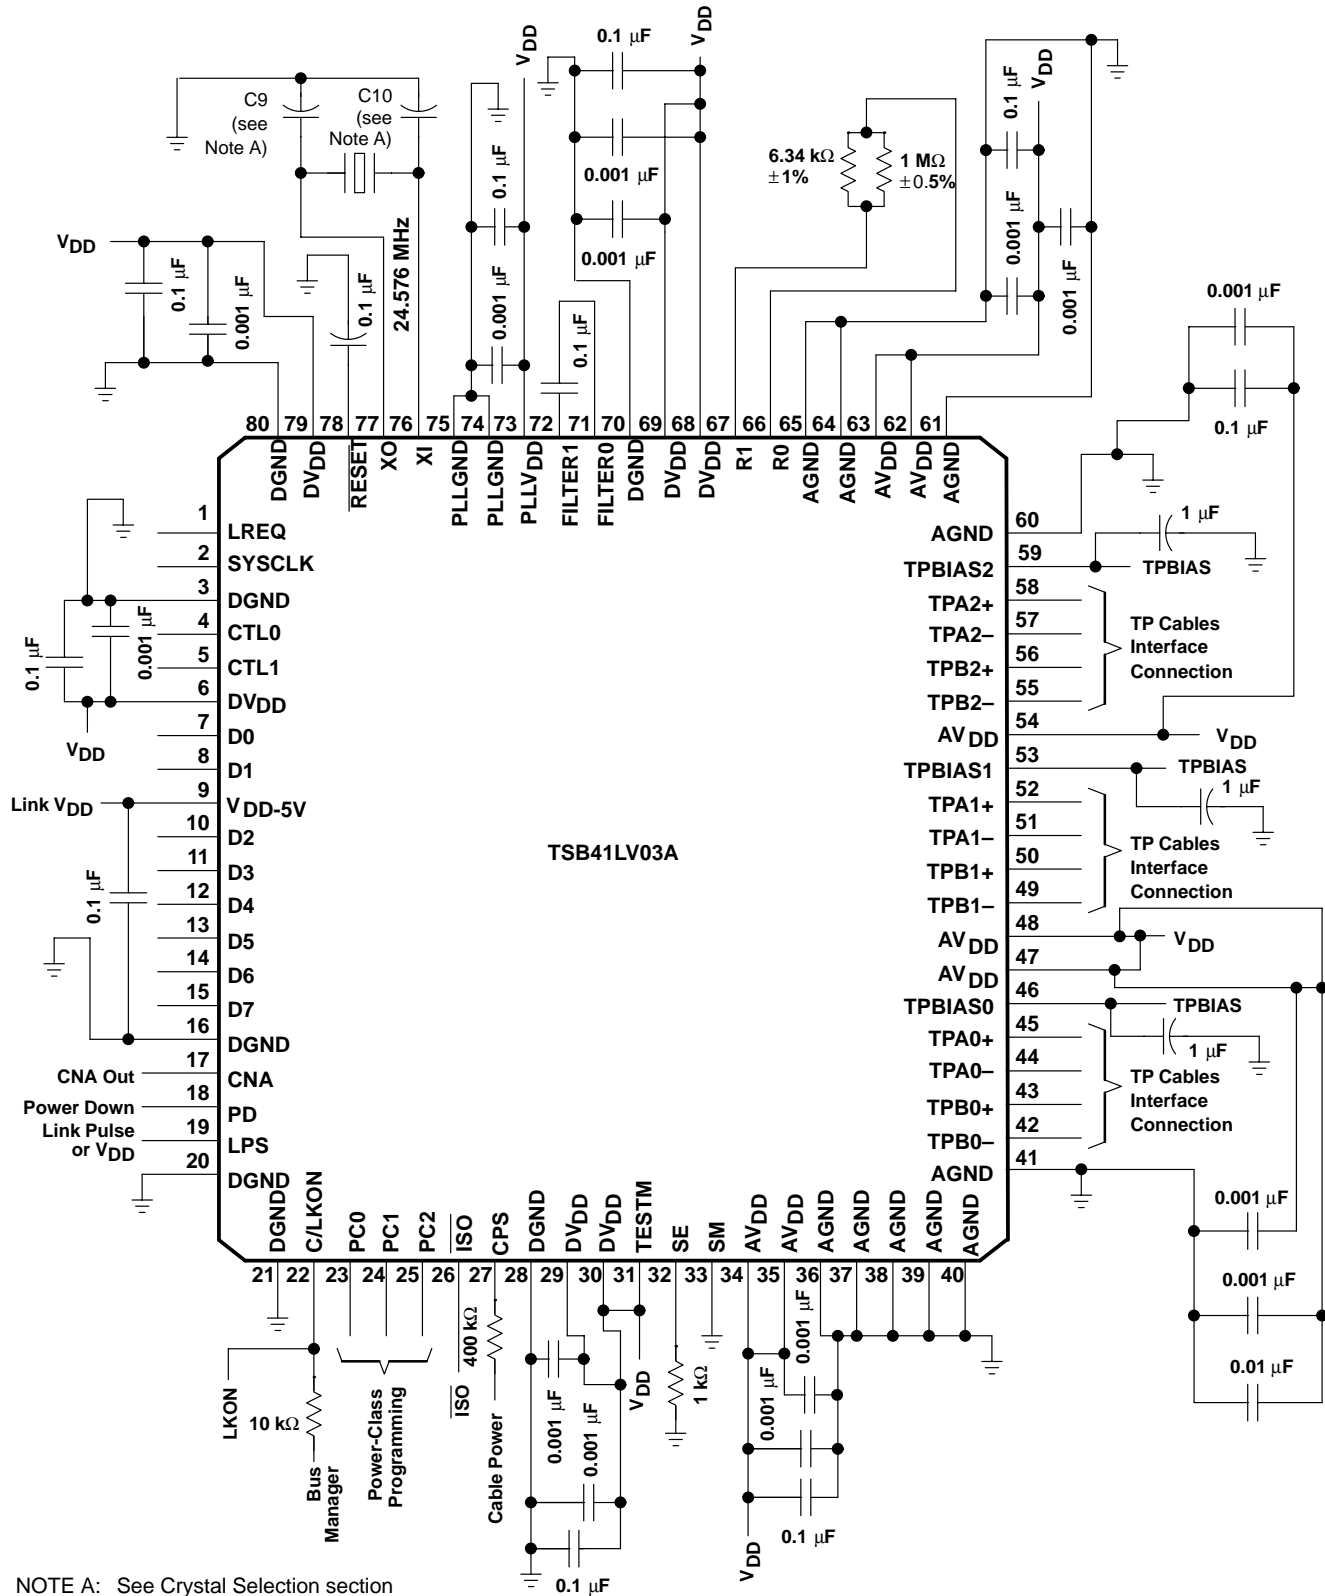 0.1 μF
VDD
VDD
C9
(see
Note A)
C10
(see
Note A)
0.1 μF
0.001 μF
0.001 μF
0.001 μF
6.34 kΩ
±1%
1 MΩ
±0.5%
0.1 μF
VDD
0.001 μF
0.001 μF
VDD
0.1 μF
0.001 μF
0.1 μF
24.576 MHz
0.1 μF
0.001 μF
0.1 μF
80 79 78 77 76 75 74 73 72 71 70 69 68 67 66 65 64 63 62 61
DGND
DVDD
RESET
XO
XI
PLLGND
PLLGND
PLLVDD
FILTER1
FILTER0
DGND
DVDD
DVDD
R1
R0
AGND
AGND
AVDD
AVDD
AGND
1 LREQ
2 SYSCLK
3 DGND
4 CTL0
5 CTL1
6 DVDD
7 D0
8 D1
9 VDD-5V
10 D2
11 D3
12 D4
13 D5
14 D6
15 D7
16 DGND
17 CNA
18 PD
19 LPS
20 DGND
0.1 μF
0.001 μF
VDD
Link VDD
0.1 μF
CNA Out
Power Down
Link Pulse
or VDD
TSB41LV03A
AGND 60
TPBIAS2 59
TPA2+ 58
TPA2– 57
TPB2+ 56
TPB2– 55
AVDD 54
TPBIAS1 53
TPA1+ 52
TPA1– 51
TPB1+ 50
TPB1– 49
AVDD 48
AVDD 47
TPBIAS0 46
TPA0+ 45
TPA0– 44
TPB0+ 43
TPB0– 42
AGND 41
1 μF
TPBIAS
TP Cables
Interface
Connection
VDD
TPBIAS
1 μF
TP Cables
Interface
Connection
VDD
TPBIAS
1 μF
TP Cables
Interface
Connection
0.001 μF
0.001 μF
0.01 μF
DGND
C/LKON
PC0
PC1
PC2
ISO
CPS
DGND
DVDD
DVDD
TESTM
SE
SM
AVDD
AVDD
AGND
AGND
AGND
AGND
AGND
21 22 23 24 25 26 27 28 29 30 31 32 33 34 35 36 37 38 39 40
LKON
10 kΩ
Bus
Manager
Power-Class
Programming
ISO
400 kΩ
Cable Power
0.001 μF
0.001 μF
0.1 μF
VDD
1 kΩ
0.001 μF
0.001 μF
0.1 μF
VDD
NOTE A: See Crystal Selection section